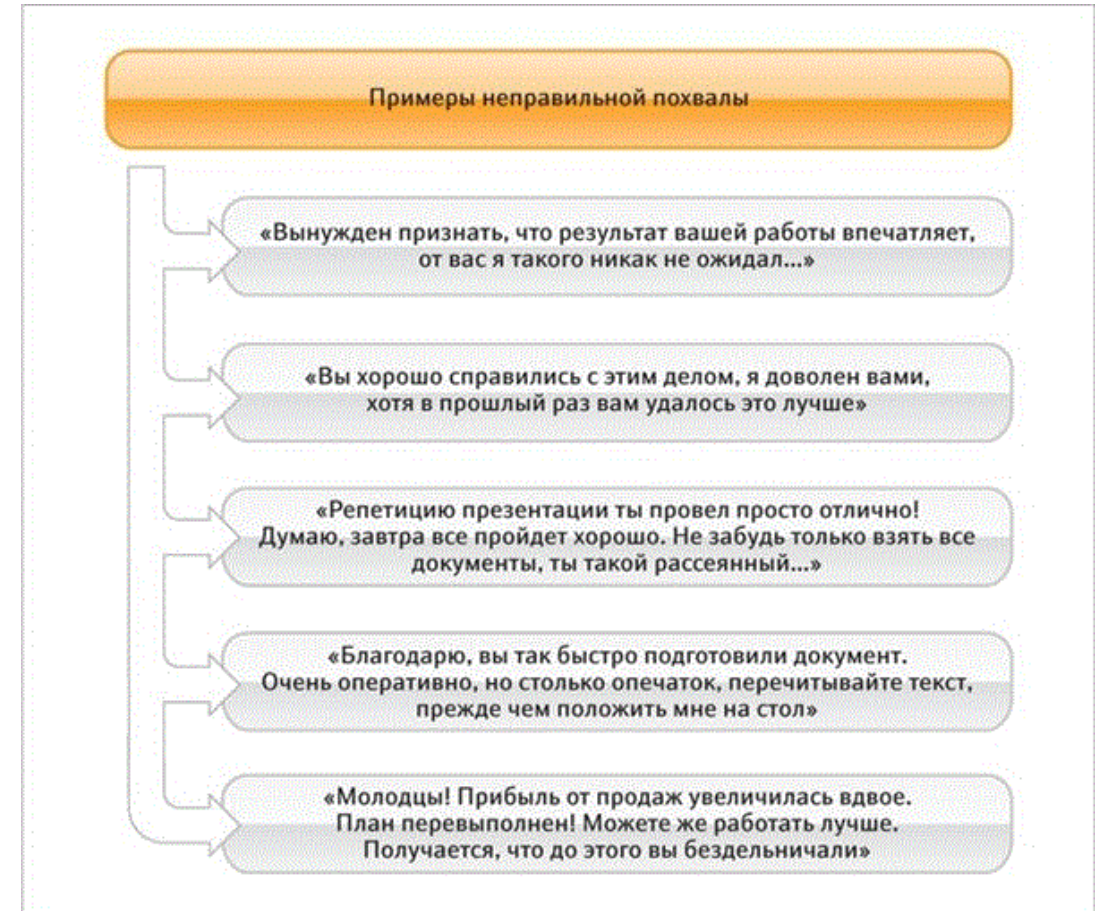 Примеры неправильной похвалы
«Вынужден признать, что результат вашей работы впечатляет,
от вас я такого никак не ожидал...»
«Вы хорошо справились с этим делом, я доволен вами,
хотя в прошлый раз вам удалось это лучше»
«Репетицию презентации ты провел просто отлично!
Думаю, завтра все пройдет хорошо. Не забудь только взять все
документы, ты такой рассеянный...»
«Благодарю, вы так быстро подготовили документ.
Очень оперативно, но столько опечаток, перечитывайте текст,
прежде чем положить мне на стол»
«Молодцы! Прибыль от продаж увеличилась вдвое.
План перевыполнен! Можете же работать лучше.
Получается, что до этого вы бездельничали»